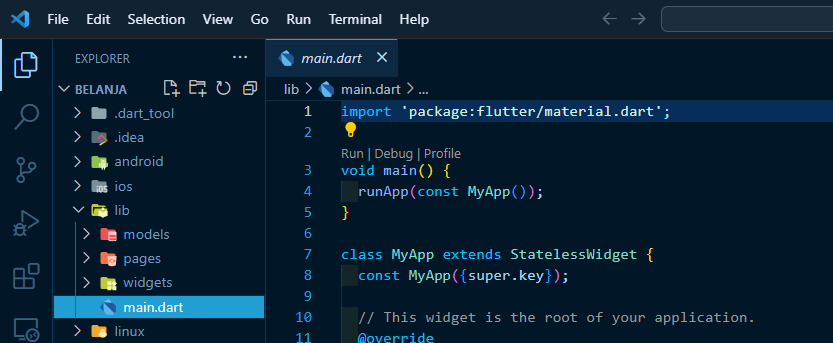 File Edit Selection View Go Run Terminal Help
EXPLORER
main.dart
BELANJA
lib > main.dart > ...
.dart_tool
.idea
android
ios
lib
models
pages
widgets
main.dart
linux
1 import 'package:flutter/material.dart';
2
Run | Debug | Profile
3 void main() {
4 runApp(const MyApp());
5 }
6
7 class MyApp extends StatelessWidget {
8 const MyApp({super.key});
9
10 // This widget is the root of your application.
11 @override